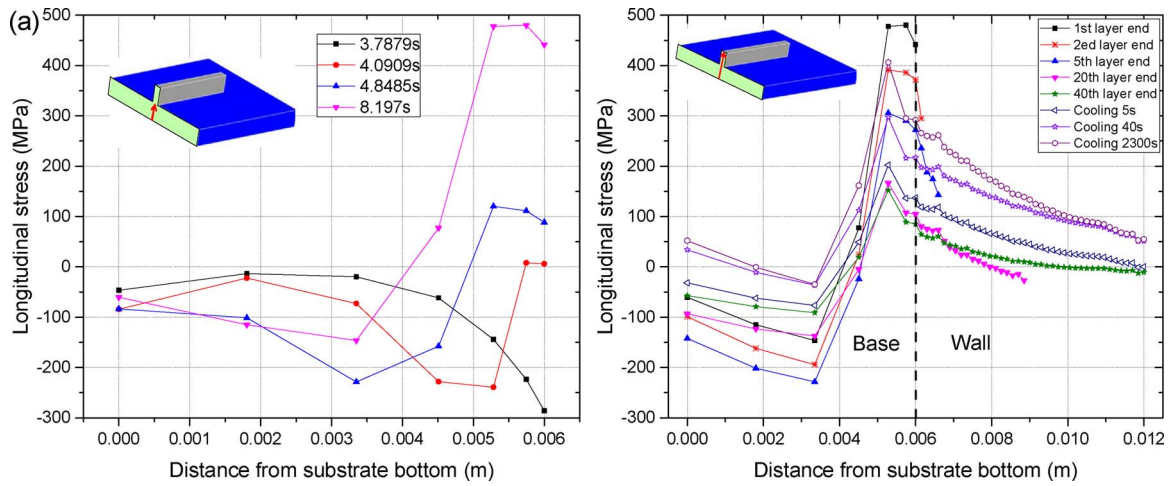 (a)
500
400
300
200
100
0
-100
-200
-300
Longitudinal stress (MPa)
0.000 0.001 0.002 0.003 0.004 0.005 0.006
Distance from substrate bottom (m)
3.7879s
4.0909s
4.8485s
8.197s
500
400
300
200
100
0
-100
-200
-300
Longitudinal stress (MPa)
0.000 0.002 0.004 0.006 0.008 0.010 0.012
Distance from substrate bottom (m)
1st layer end
2ed layer end
5th layer end
20th layer end
40th layer end
Cooling 5s
Cooling 40s
Cooling 2300s
Base Wall